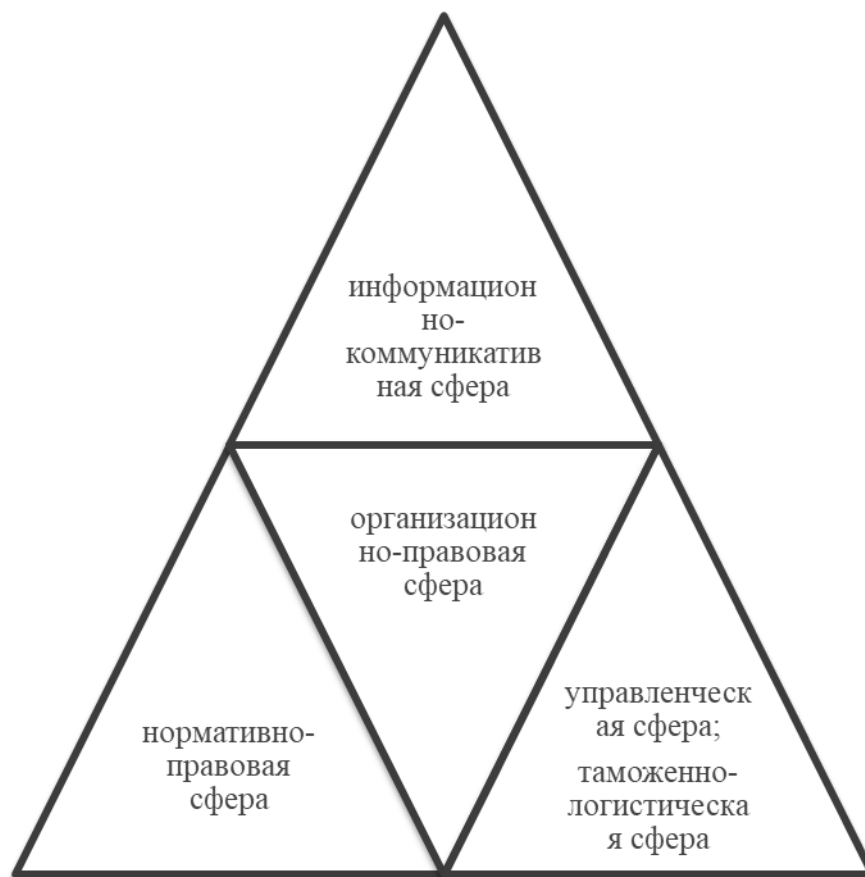 информацион
но-
коммуникатив
ная сфера
организацион
но-правовая
сфера
нормативно-
правовая
сфера
управленческ
ая сфера;
таможенно-
логистическа
я сфера